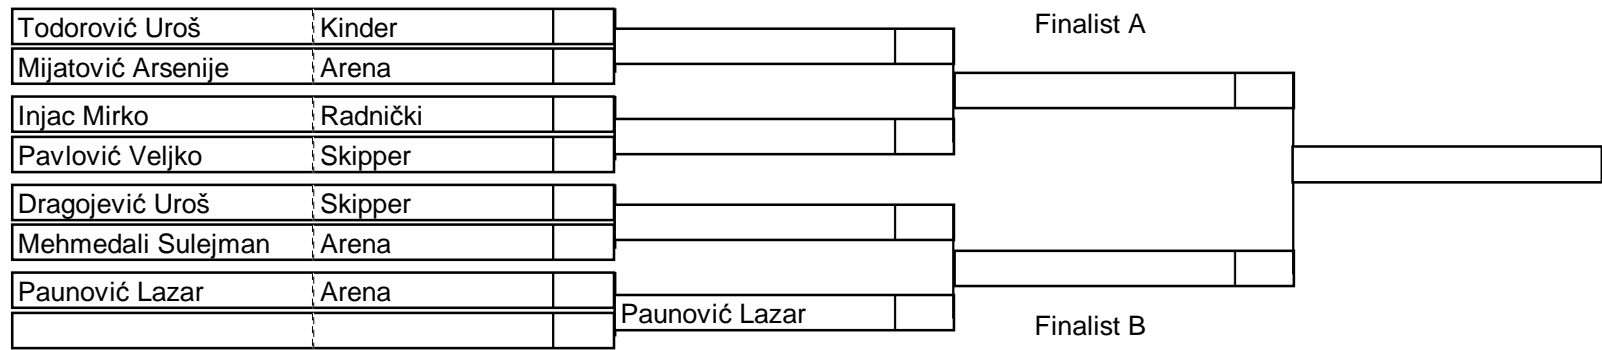 Todorović Uroš Kinder
Finalist A
Mijatović Arsenije Arena
Injac Mirko Radnički
Pavlović Veljko Skipper
Dragojević Uroš Skipper
Mehmedali Sulejman Arena
Paunović Lazar Arena
Paunović Lazar
Finalist B